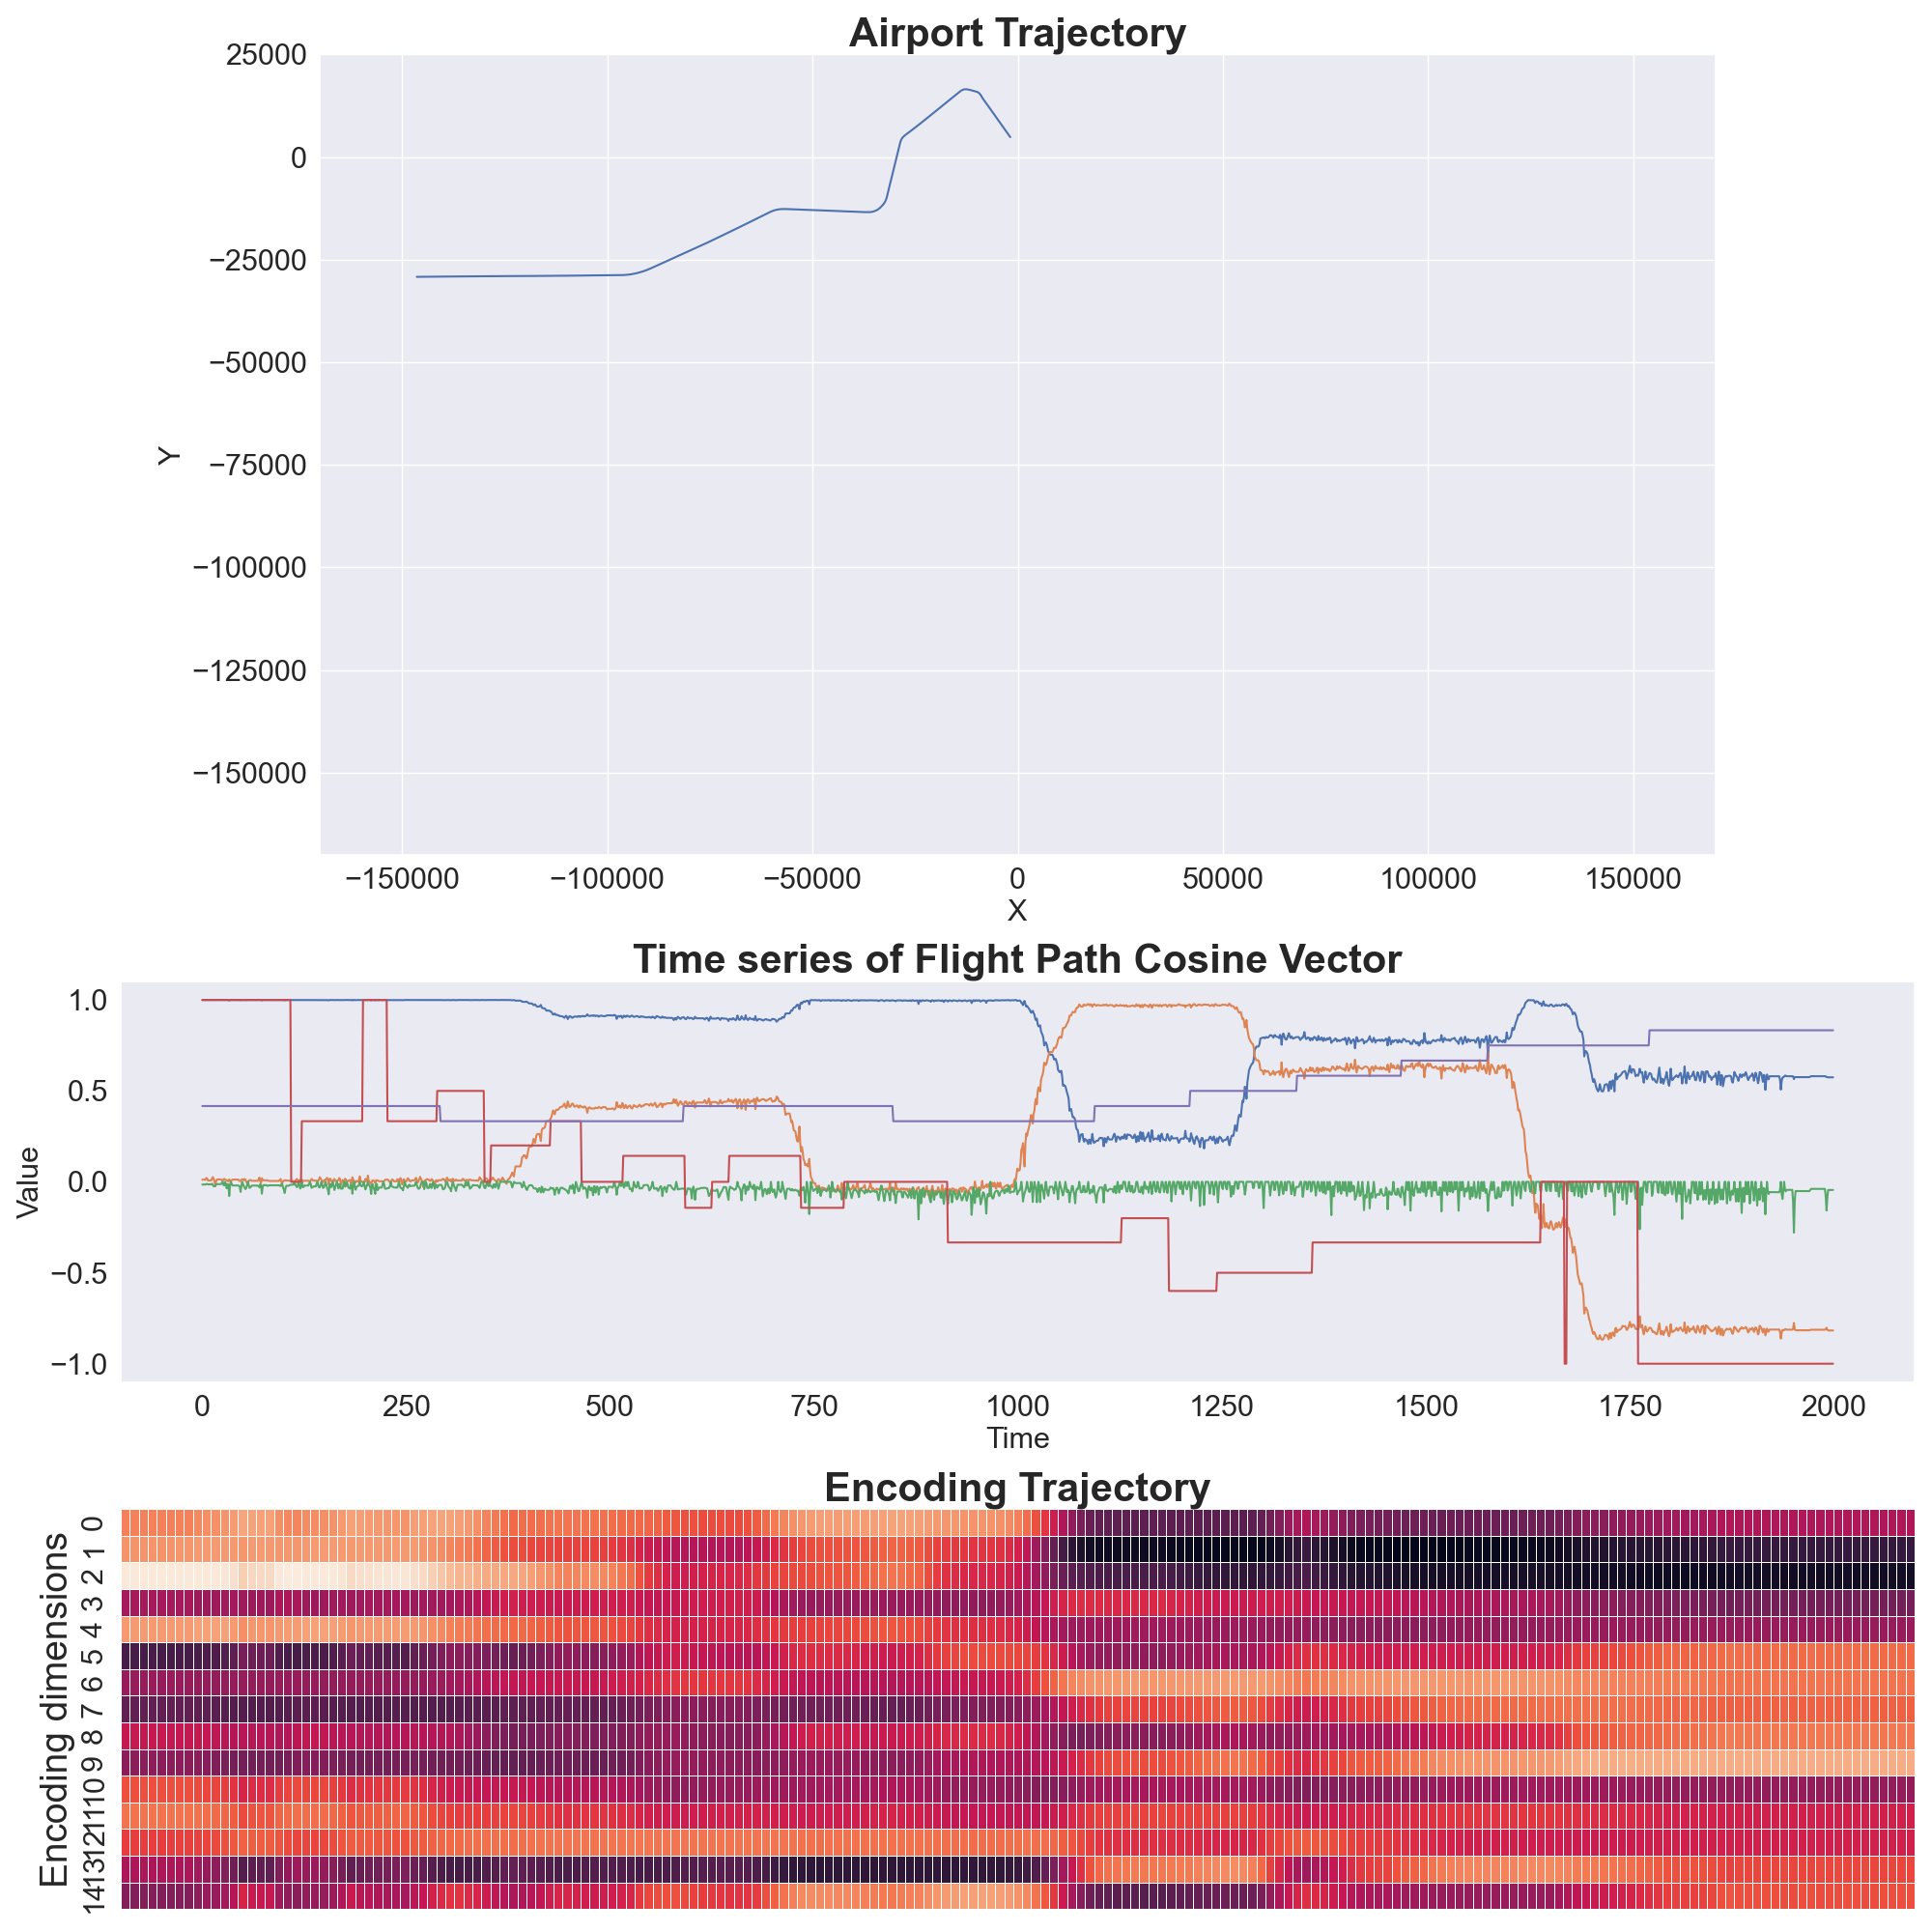 Airport Trajectory
25000
0
−25000
−50000
−75000
−100000
−125000
−150000
Y
−150000 −100000 −50000 0 50000 100000 150000
X
Time series of Flight Path Cosine Vector
1.0
0.5
0.0
−0.5
−1.0
Value
0 250 500 750 1000 1250 1500 1750 2000
Time
Encoding Trajectory
0
1
2
3
4
5
6
7
8
9
10
11
12
13
14
Encoding dimensions